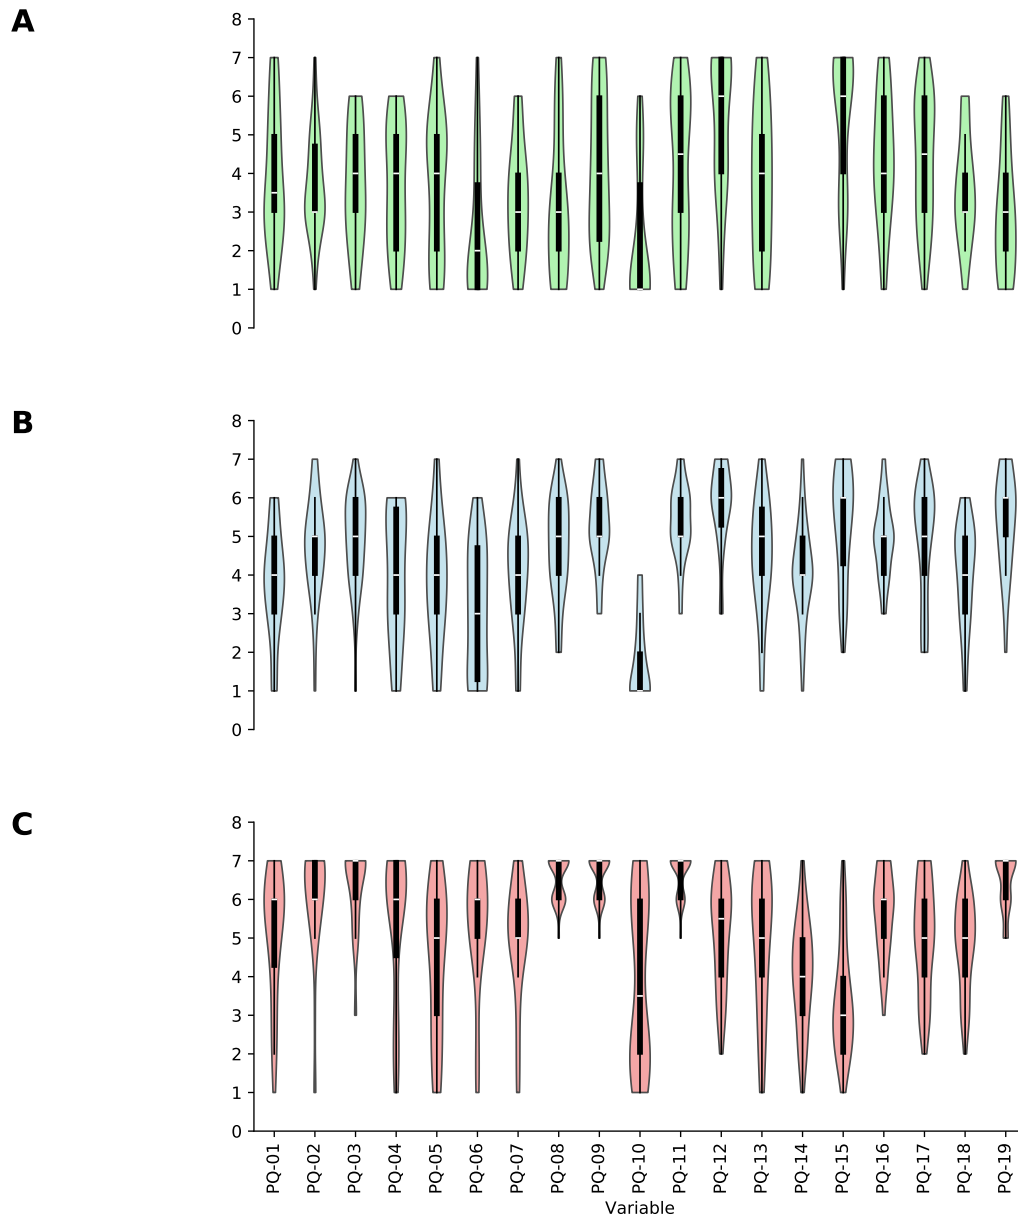 A
8
7
6
5
4
3
2
1
0
B
8
7
6
5
4
3
2
1
0
C
8
7
6
5
4
3
2
1
0
PQ-01
PQ-02
PQ-03
PQ-04
PQ-05
PQ-06
PQ-07
PQ-08
PQ-09
PQ-10
PQ-11
PQ-12
PQ-13
PQ-14
PQ-15
PQ-16
PQ-17
PQ-18
PQ-19
Variable